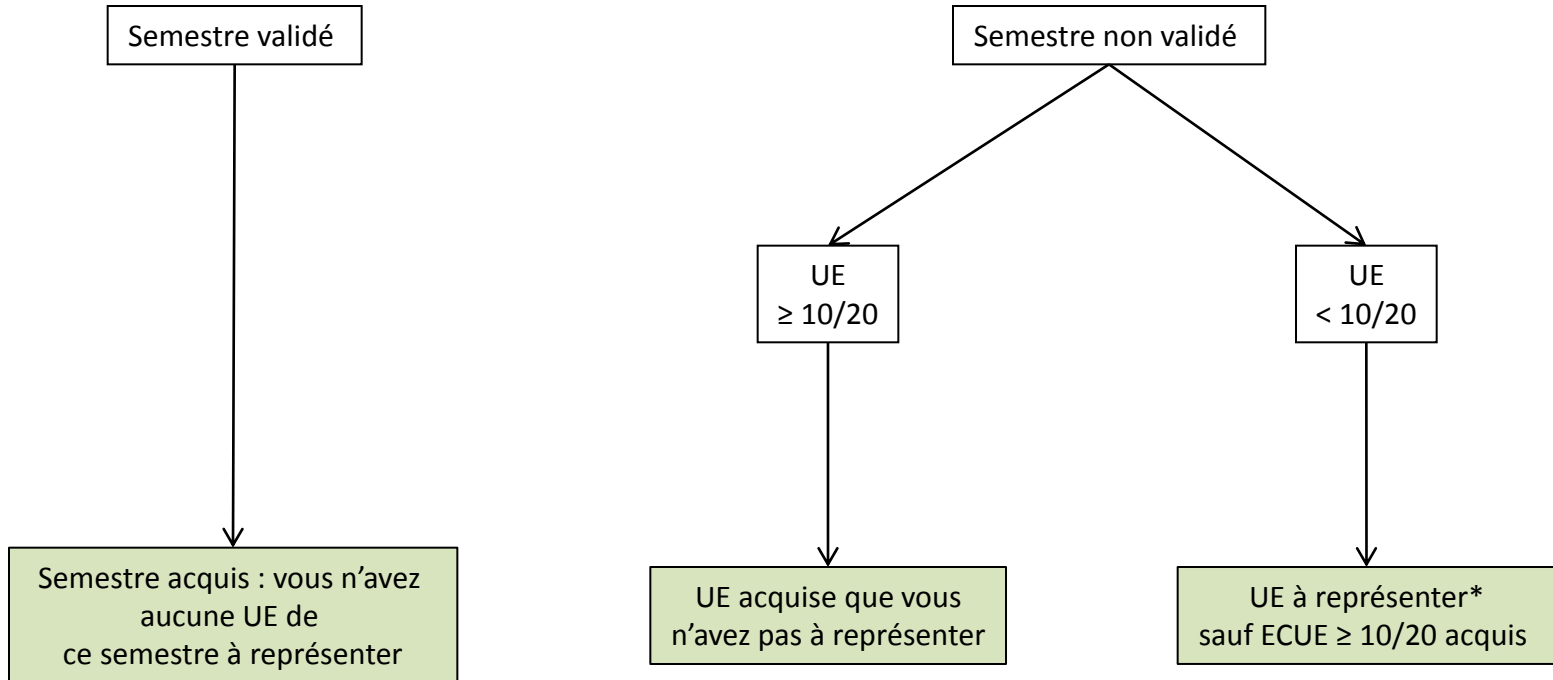 Semestre validé
Semestre non validé
UE
≥ 10/20
UE
< 10/20
Semestre acquis : vous n’avez
aucune UE de
ce semestre à représenter
UE acquise que vous
n’avez pas à représenter
UE à représenter*
sauf ECUE ≥ 10/20 acquis